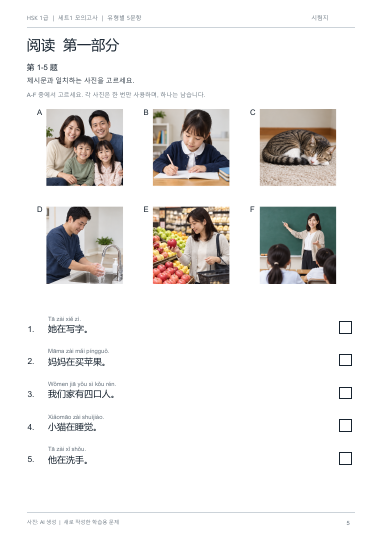 HSK 1급 | 세트1 모의고사 | 유형별 5문항 시험지
阅读 第一部分
第 1-5 题
제시문과 일치하는 사진을 고르세요.
A-F 중에서 고르세요. 각 사진은 한 번만 사용하며, 하나는 남습니다.
A B C
D E F
Tā zài xiě zì.
1. 她在写字。
Māma zài mǎi píngguǒ.
2. 妈妈在买苹果。
Wǒmen jiā yǒu sì kǒu rén.
3. 我们家有四口人。
Xiǎomāo zài shuìjiào.
4. 小猫在睡觉。
Tā zài xǐ shǒu.
5. 他在洗手。
사진: AI 생성 | 새로 작성한 학습용 문제 5